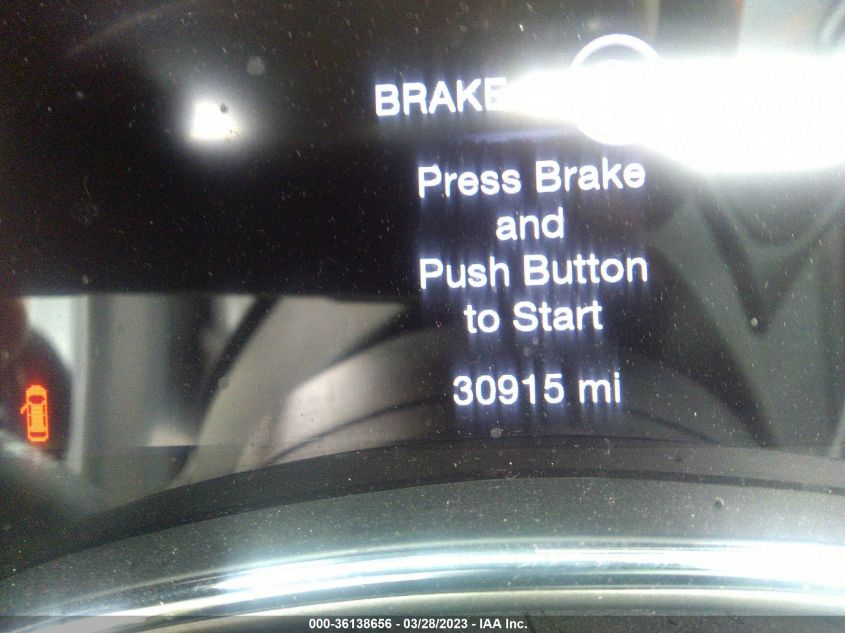 BRAKE
Press Brake
and
Push Button
to Start
30915 mi
000-36138656 - 03/28/2023 - IAA Inc.